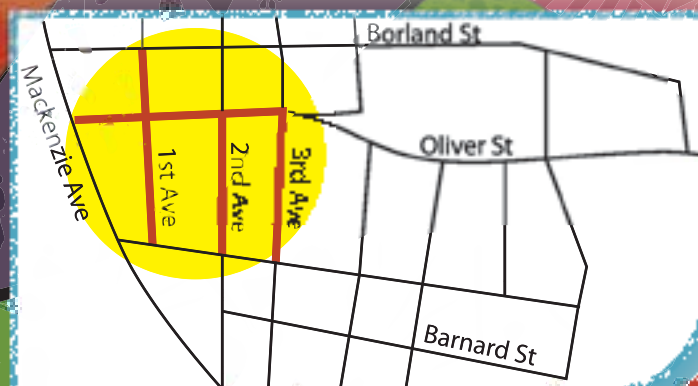 Borland St
Mackenzie Ave
1st Ave
2nd Ave
3rd Ave
Oliver St
Barnard St